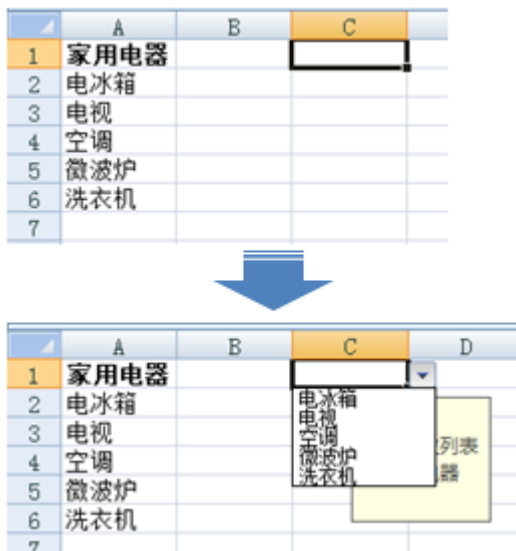 A B C
1 家用电器
2 电冰箱
3 电视
4 空调
5 微波炉
6 洗衣机
7
A B C D
1 家用电器
2 电冰箱 电冰箱
3 电视 电视 列表
4 空调 空调 器
5 微波炉 微波炉
6 洗衣机 洗衣机
7